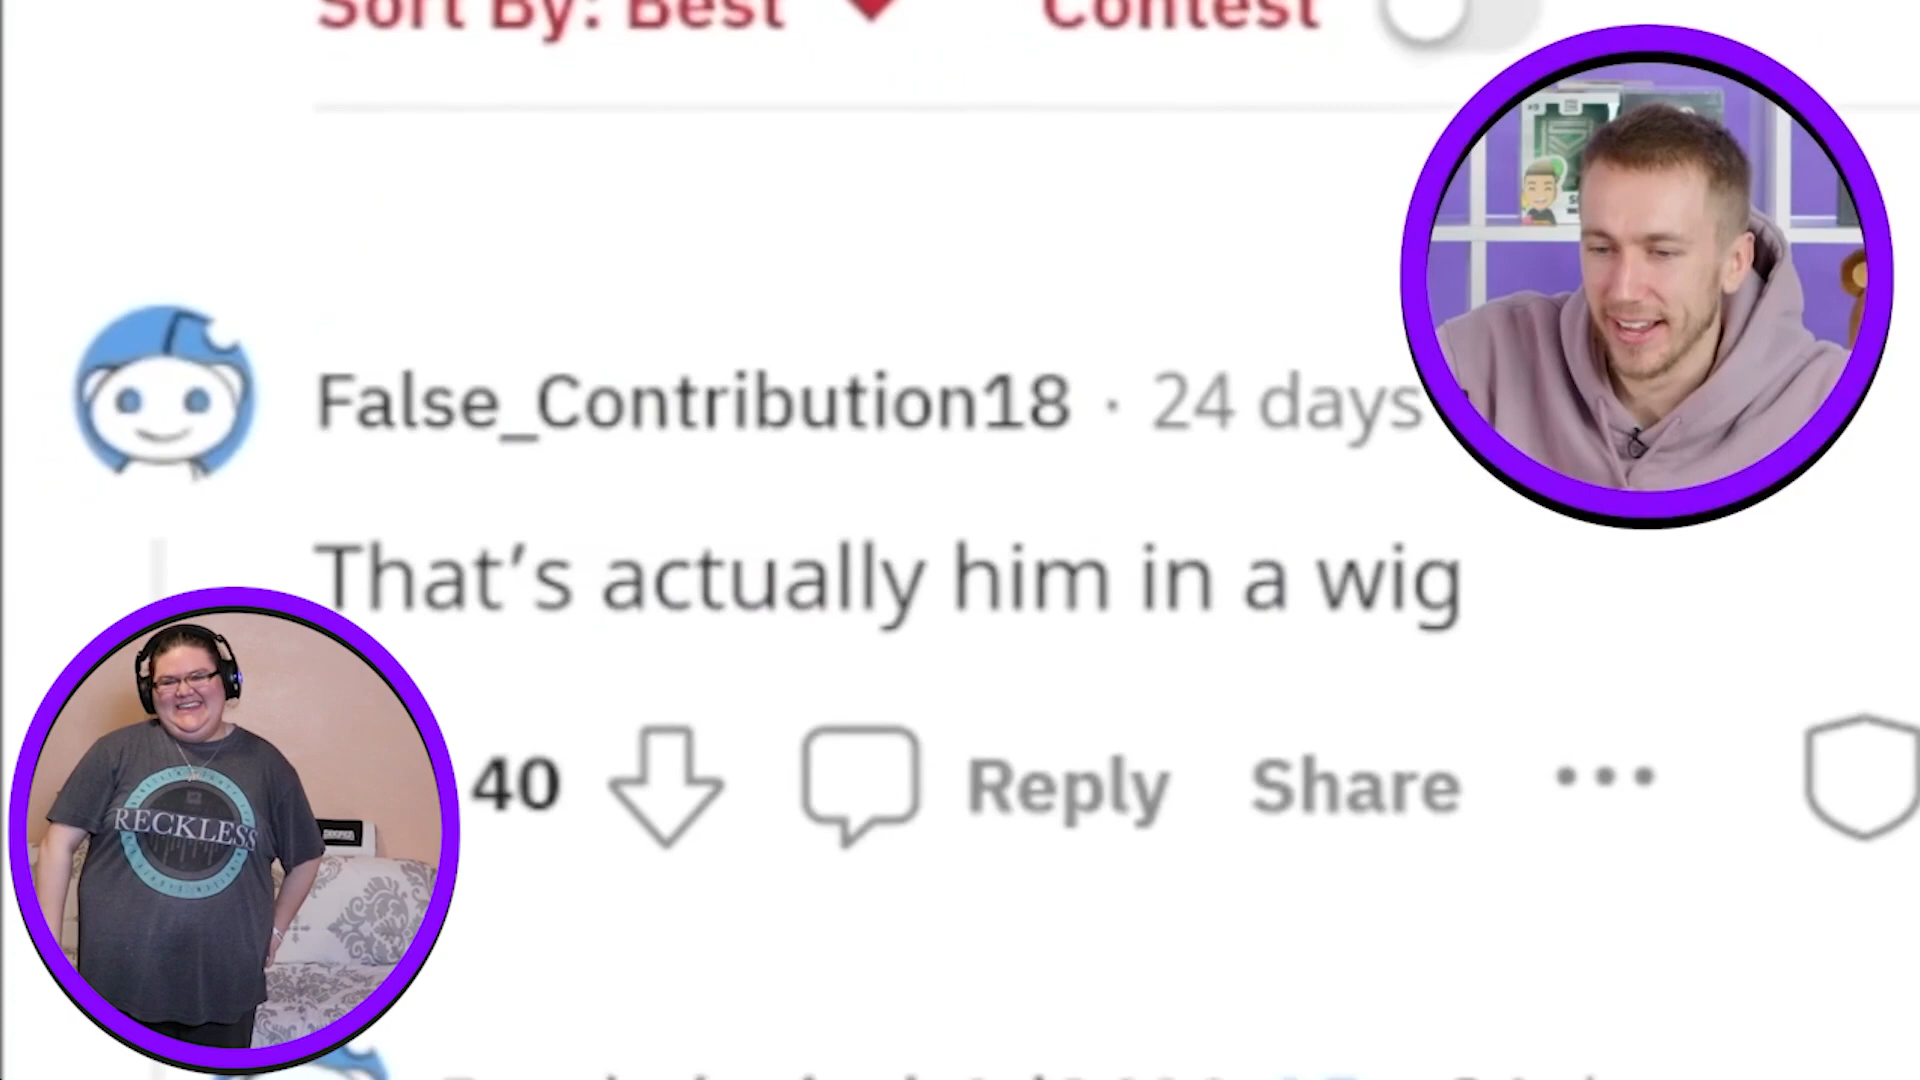 Sort By: Best
Contest
False_Contribution18 · 24 days
That's actually him in a wig
40
Reply
Share
RECKLESS